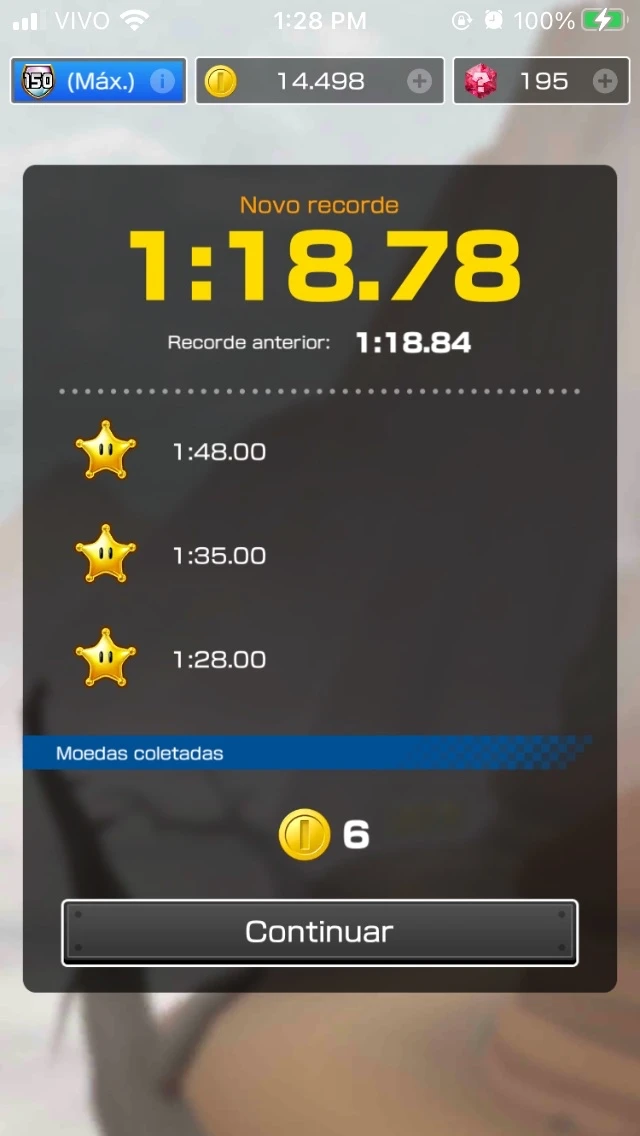 VIVO 1:28 PM 100%
150 (Máx.) i 14.498 + ? 195 +
Novo recorde
1:18.78
Recorde anterior: 1:18.84
1:48.00
1:35.00
1:28.00
Moedas coletadas
6
Continuar